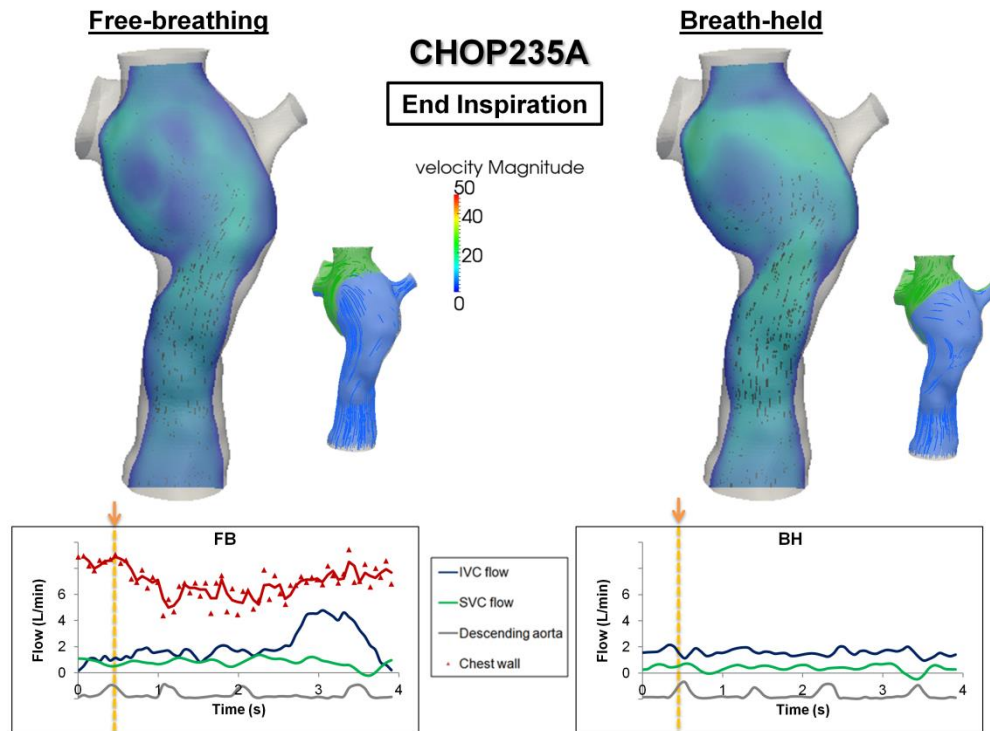 Free-breathing
Breath-held
CHOP235A
End Inspiration
velocity Magnitude
50
40
20
0
FB
Flow (L/min)
6
4
2
0
0 1 2 3 4
Time (s)
IVC flow
SVC flow
Descending aorta
Chest wall
BH
Flow (L/min)
6
4
2
0
0 1 2 3 4
Time (s)